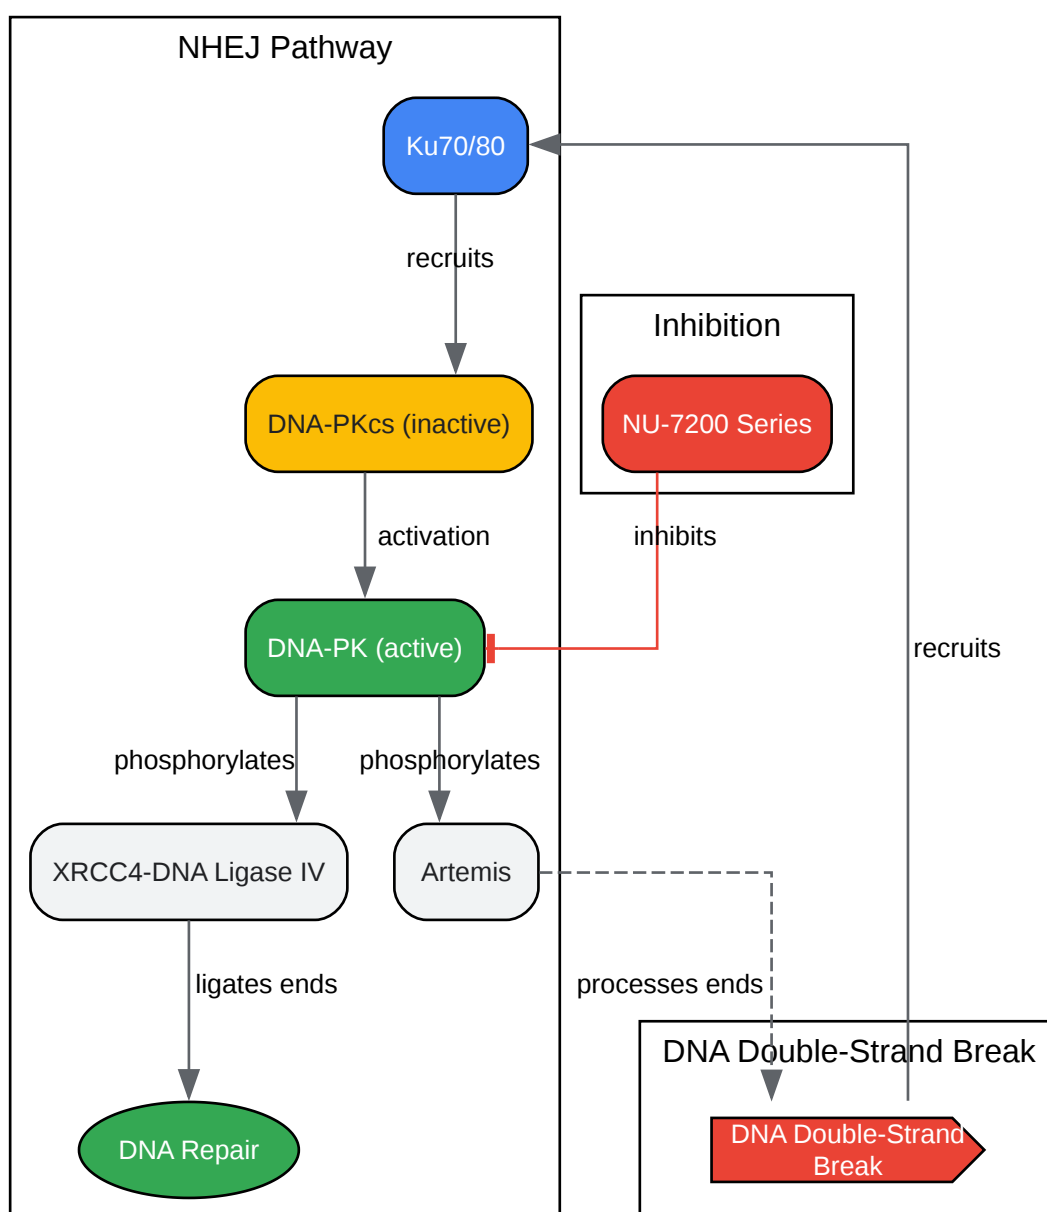 NHEJ Pathway
Ku70/80
recruits
Inhibition
DNA-PKcs (inactive)
NU-7200 Series
activation
inhibits
DNA-PK (active)
recruits
phosphorylates
phosphorylates
XRCC4-DNA Ligase IV
Artemis
ligates ends
processes ends
DNA Double-Strand Break
DNA Repair
DNA Double-Strand
Break